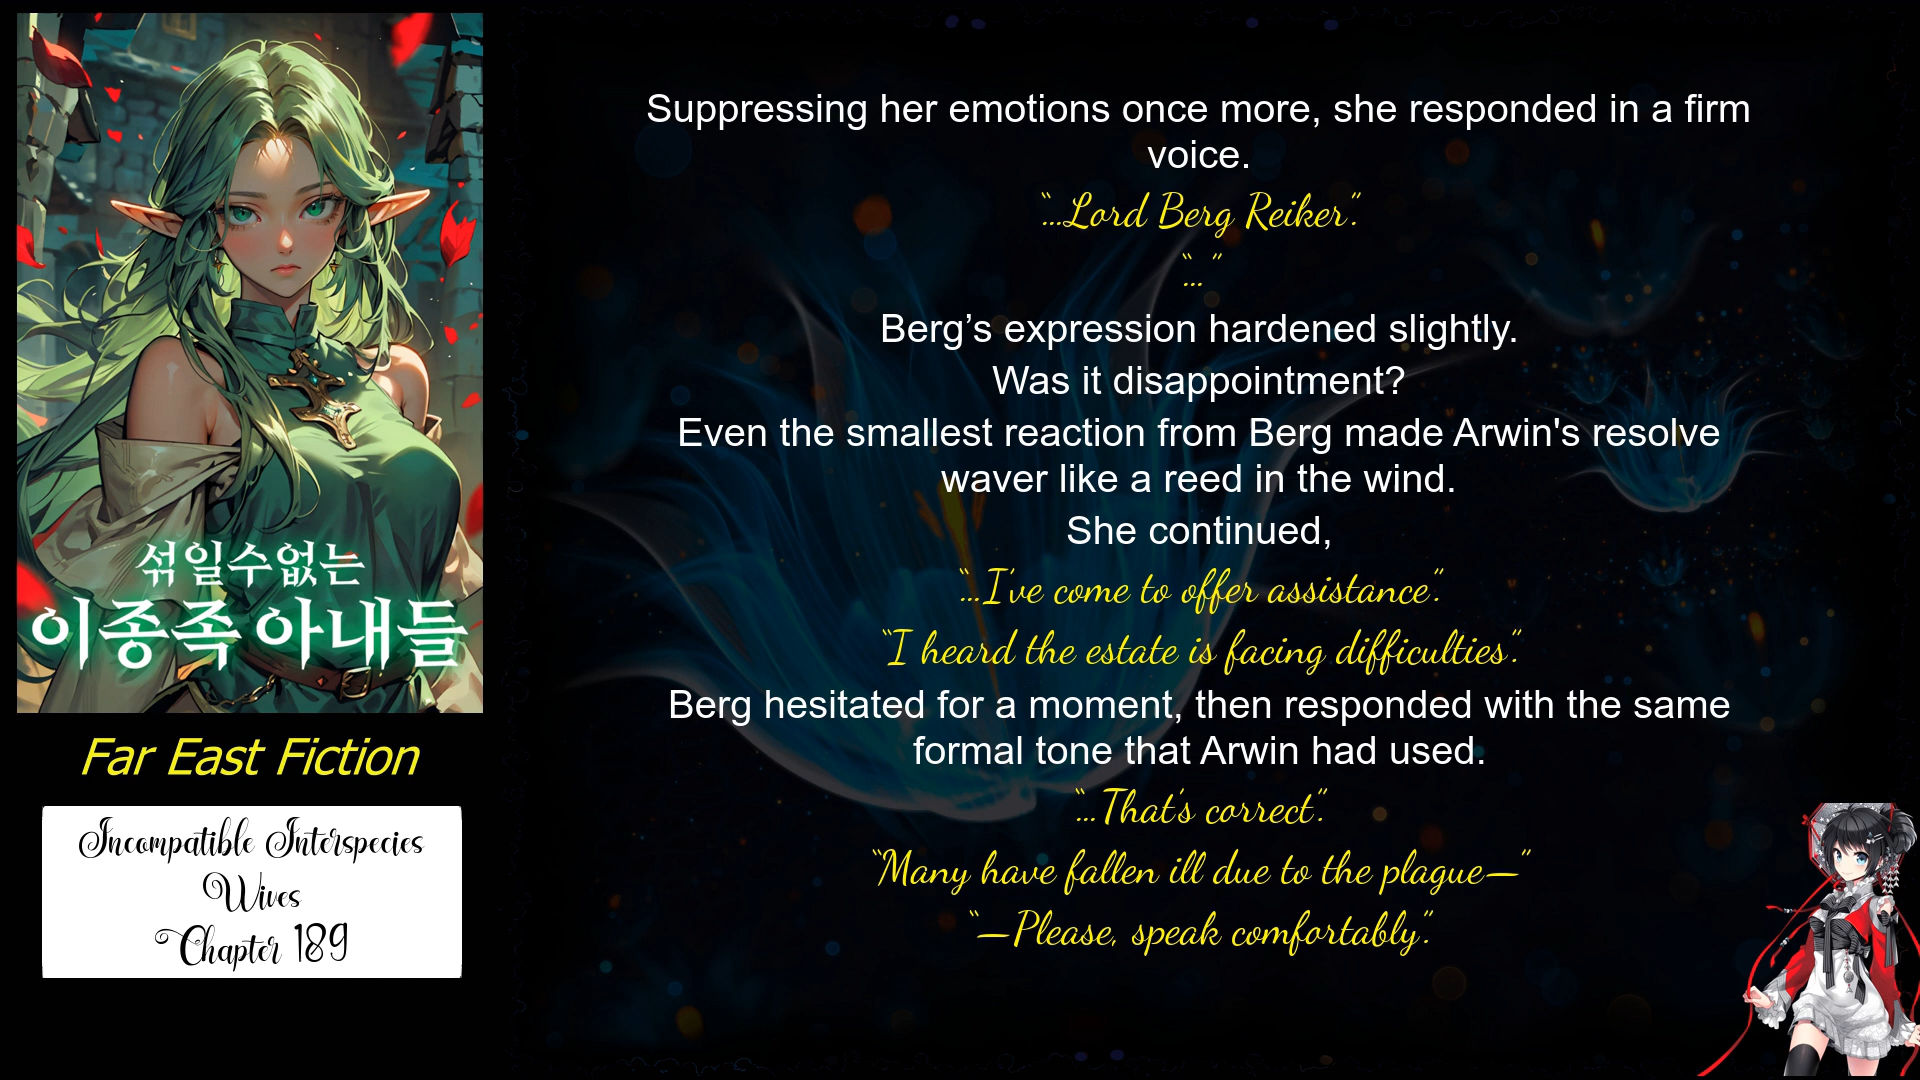 섞일수없는
이종족 아내들
Far East Fiction
Incompatible Interspecies
Wives
Chapter 189
Suppressing her emotions once more, she responded in a firm
voice.
“...Lord Berg Reiker.”
“...”
Berg’s expression hardened slightly.
Was it disappointment?
Even the smallest reaction from Berg made Arwin's resolve
waver like a reed in the wind.
She continued,
“...I’ve come to offer assistance.”
“I heard the estate is facing difficulties.”
Berg hesitated for a moment, then responded with the same
formal tone that Arwin had used.
“...That’s correct.”
“Many have fallen ill due to the plague—”
“—Please, speak comfortably.”